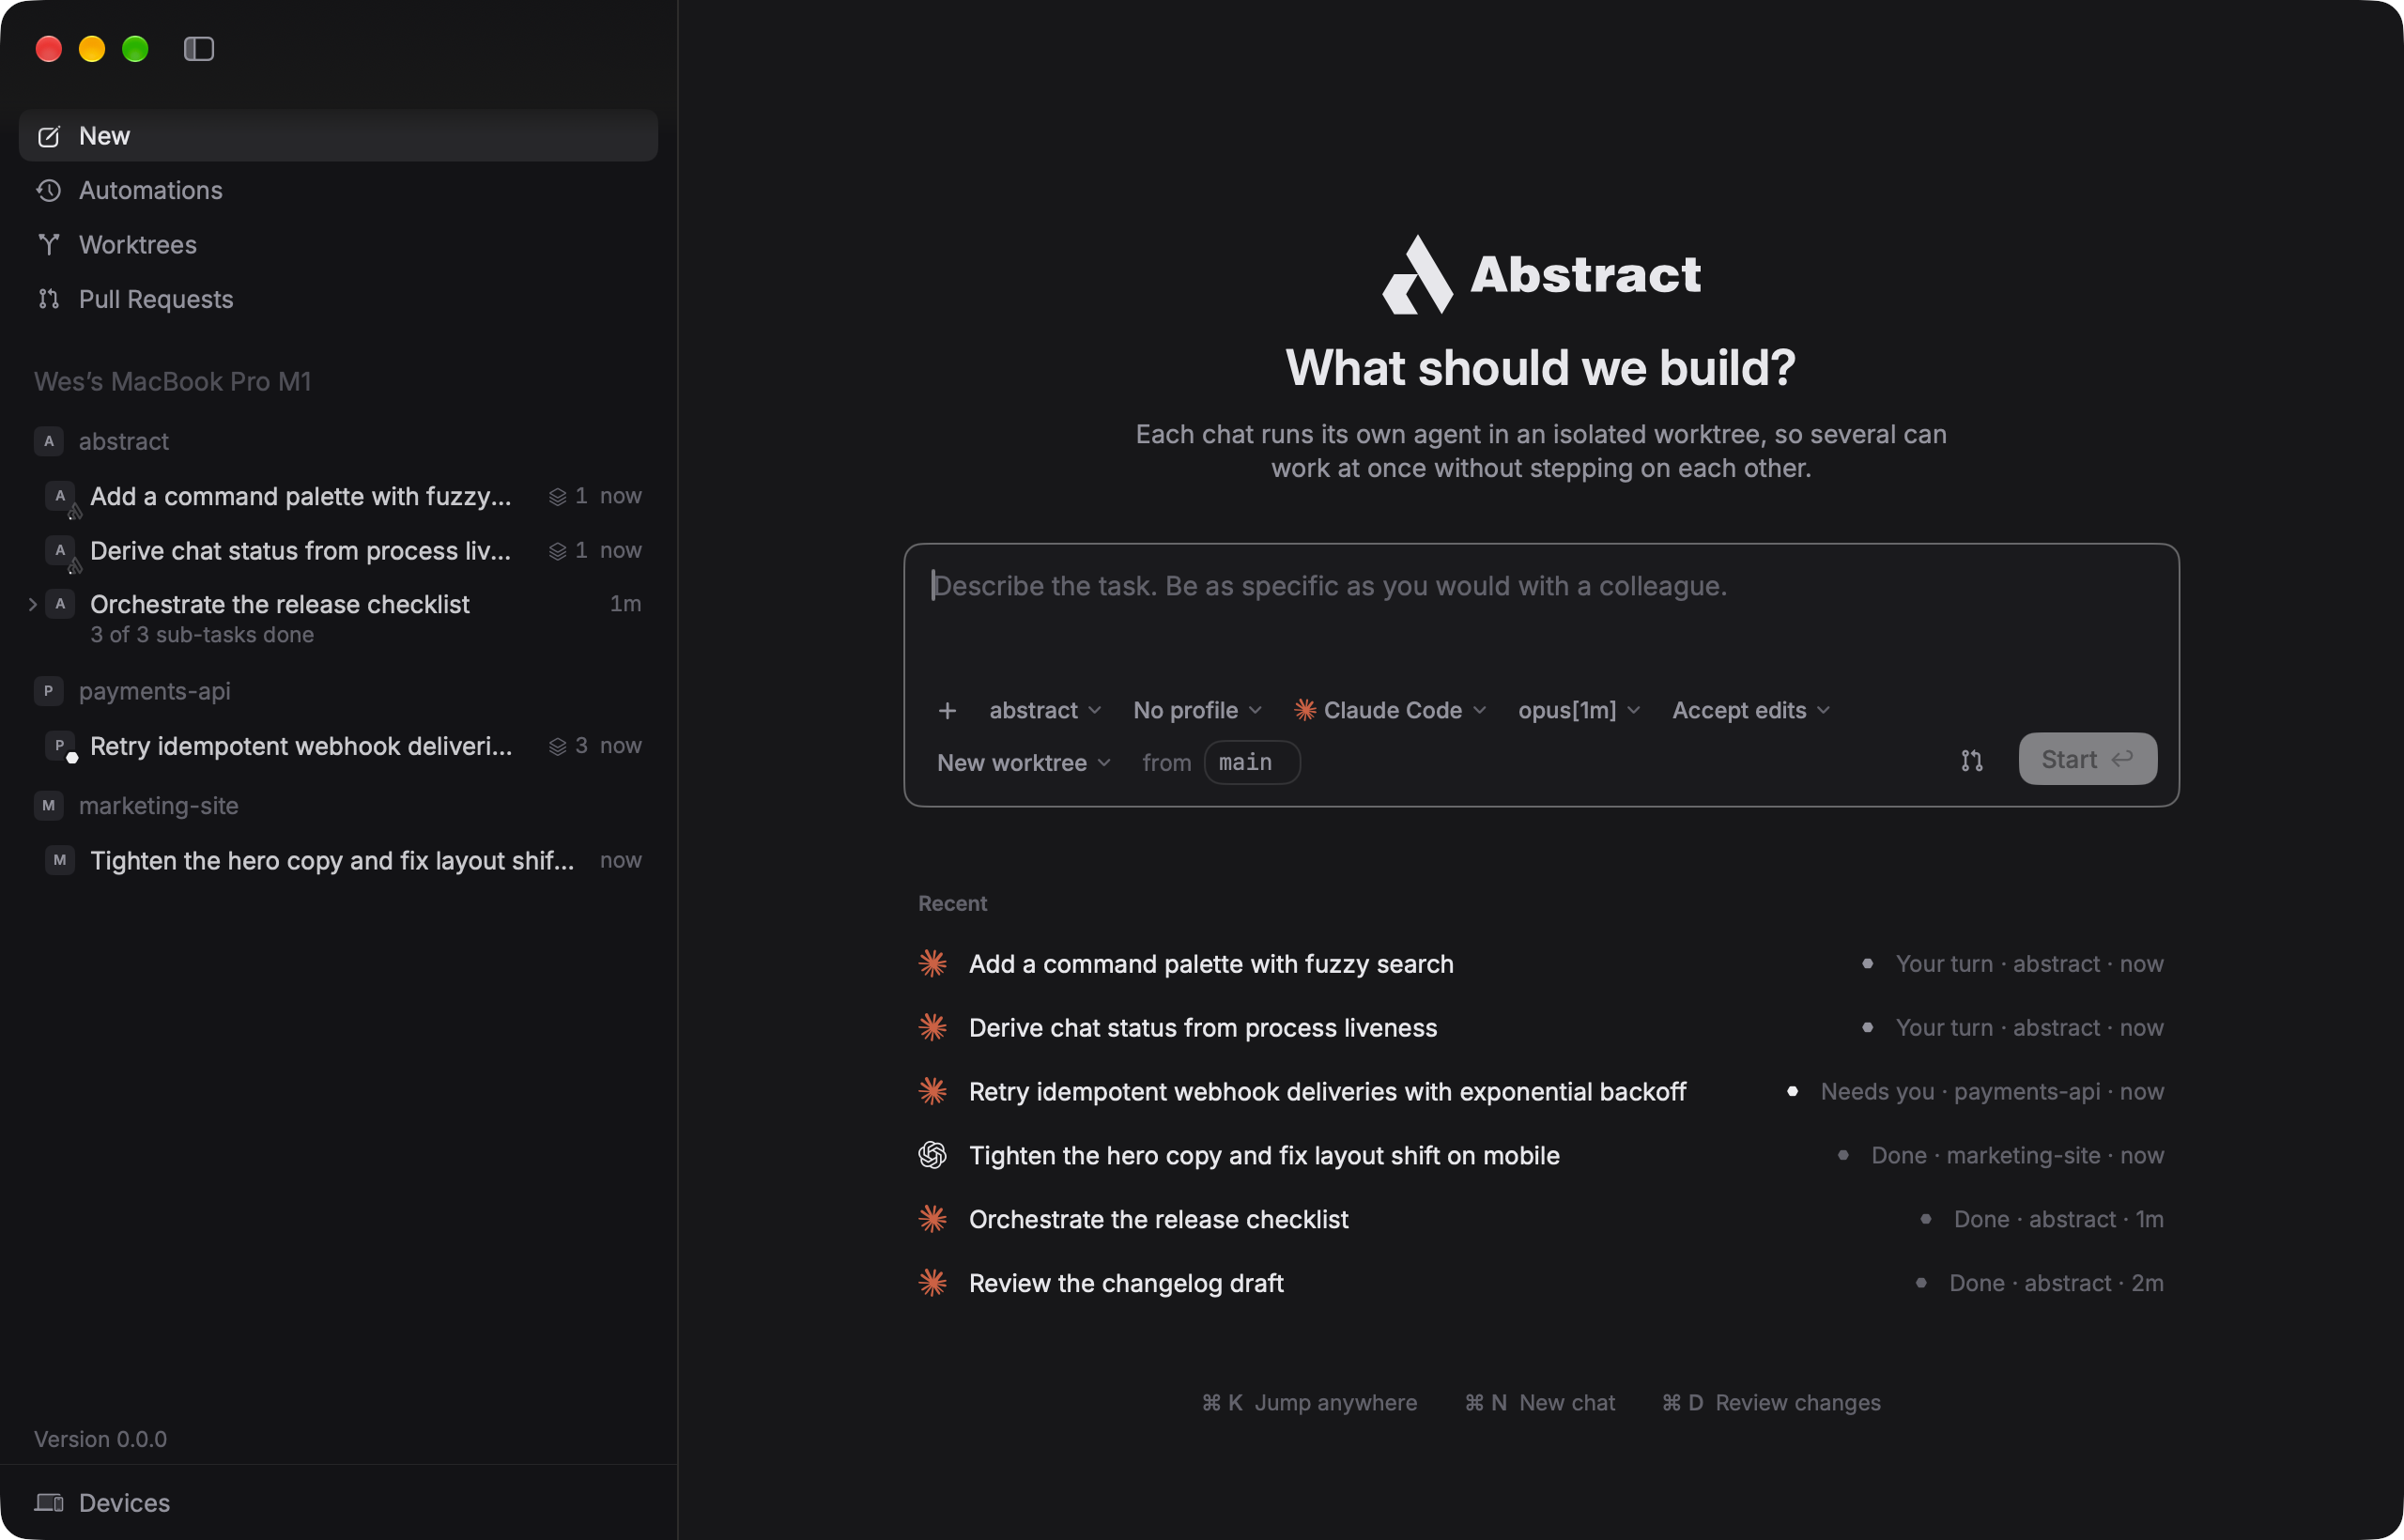 New
Automations
Worktrees
Pull Requests
Wes’s MacBook Pro M1
A abstract
A Add a command palette with fuzzy... 1 now
A Derive chat status from process liv... 1 now
A Orchestrate the release checklist 1m
3 of 3 sub-tasks done
P payments-api
P Retry idempotent webhook deliveri... 3 now
M marketing-site
M Tighten the hero copy and fix layout shif... now
Version 0.0.0
Devices
Abstract
What should we build?
Each chat runs its own agent in an isolated worktree, so several can
work at once without stepping on each other.
Describe the task. Be as specific as you would with a colleague.
+ abstract No profile Claude Code opus[1m] Accept edits
New worktree from main Start
Recent
Add a command palette with fuzzy search Your turn · abstract · now
Derive chat status from process liveness Your turn · abstract · now
Retry idempotent webhook deliveries with exponential backoff Needs you · payments-api · now
Tighten the hero copy and fix layout shift on mobile Done · marketing-site · now
Orchestrate the release checklist Done · abstract · 1m
Review the changelog draft Done · abstract · 2m
⌘ K Jump anywhere ⌘ N New chat ⌘ D Review changes